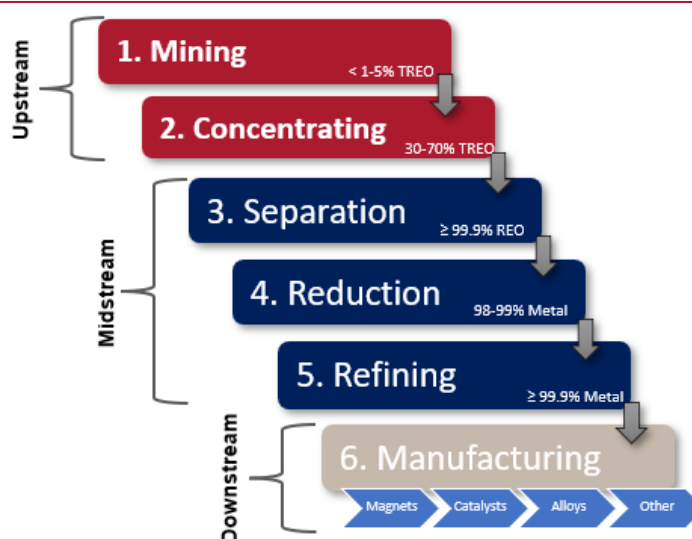 Upstream
1. Mining
< 1-5% TREO
2. Concentrating
30-70% TREO
Midstream
3. Separation
≥ 99.9% REO
4. Reduction
98-99% Metal
5. Refining
≥ 99.9% Metal
Downstream
6. Manufacturing
Magnets
Catalysts
Alloys
Other